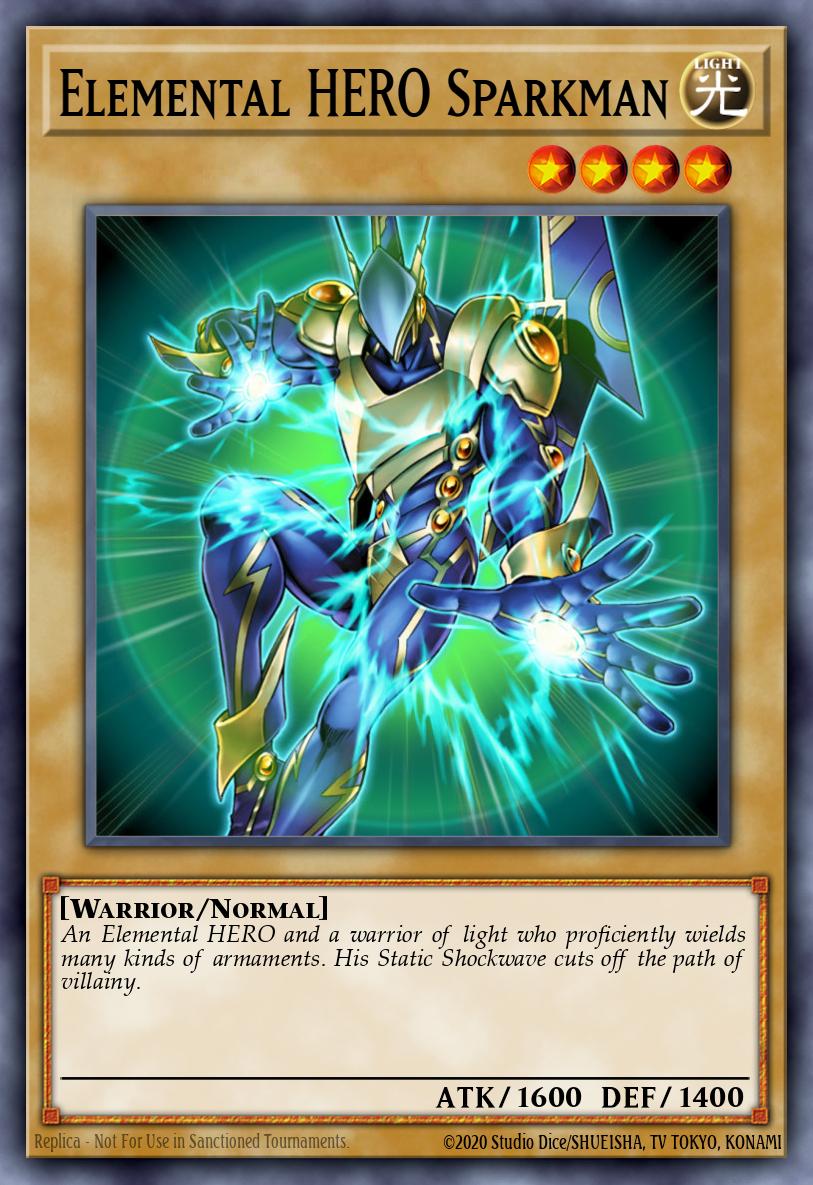 Elemental HERO Sparkman
LIGHT
光
[Warrior/Normal]
An Elemental HERO and a warrior of light who proficiently wields
many kinds of armaments. His Static Shockwave cuts off the path of
villainy.
ATK/1600 DEF/1400
Replica - Not For Use in Sanctioned Tournaments.
©2020 Studio Dice/SHUEISHA, TV TOKYO, KONAMI